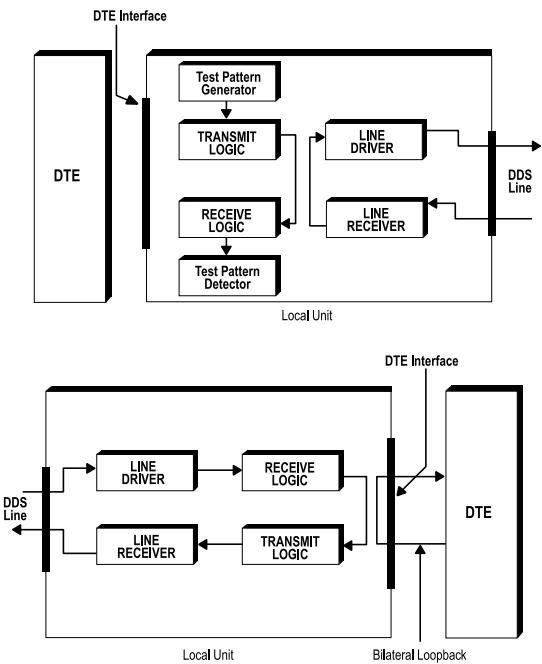 DTE Interface
DTE
Test Pattern
Generator
TRANSMIT
LOGIC
LINE
DRIVER
DDS
Line
RECEIVE
LOGIC
LINE
RECEIVER
Test Pattern
Detector
Local Unit
DTE Interface
LINE
DRIVER
RECEIVE
LOGIC
DDS
Line
DTE
LINE
RECEIVER
TRANSMIT
LOGIC
Local Unit
Bilateral Loopback